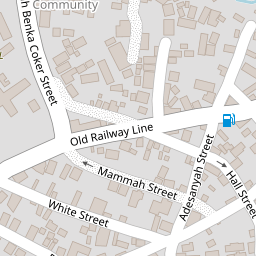 Community
h Benka Coker Street
Old Railway Line
Adesanyah Street
Mammah Street
Hall Street
White Street